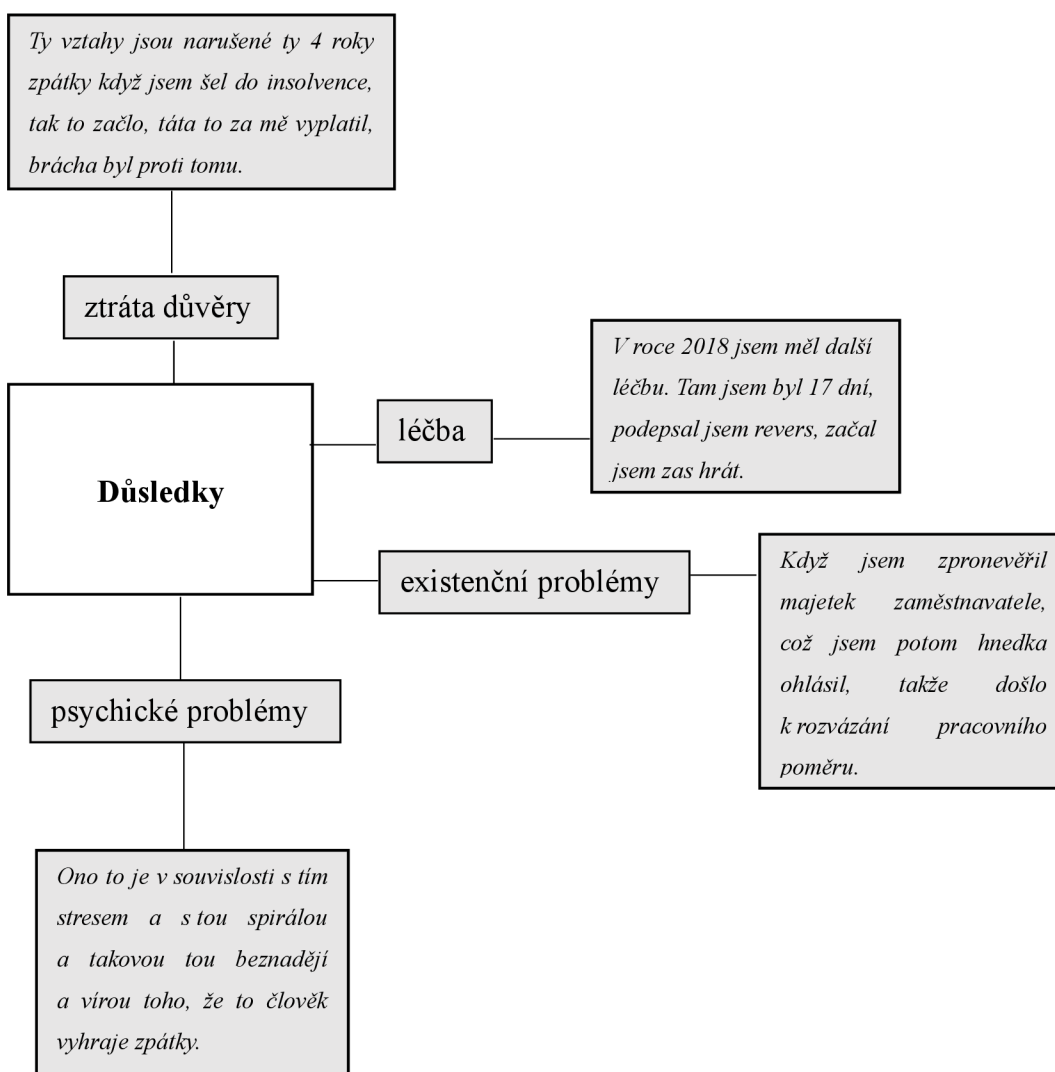 Ty vztahy jsou narušené ty 4 roky
zpátky když jsem šel do insolvence,
tak to začlo, táta to za mě vyplatil,
brácha byl proti tomu.
ztráta důvěry
Důsledky
léčba
V roce 2018 jsem měl další
léčbu. Tam jsem byl 17 dní,
podepsal jsem revers, začal
jsem zas hrát.
existenční problémy
Když jsem zpronevěřil
majetek zaměstnavatele,
což jsem potom hnedka
ohlásil, takže došlo
k rozvázání pracovního
poměru.
psychické problémy
Ono to je v souvislosti s tím
stresem a s tou spirálou
a takovou tou beznadějí
a vírou toho, že to člověk
vyhraje zpátky.